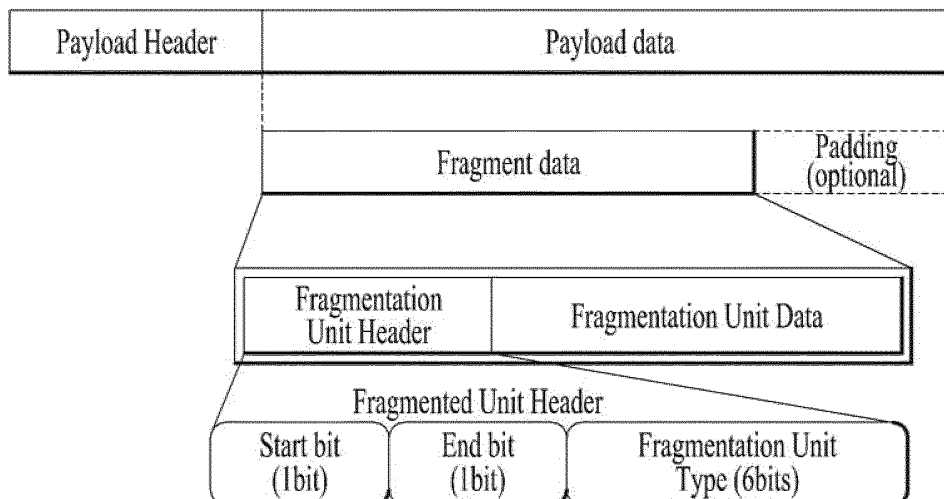 Payload Header
Payload data
Fragment data
Padding
(optional)
Fragmentation
Unit Header
Fragmentation Unit Data
Fragmented Unit Header
Start bit
(1bit)
End bit
(1bit)
Fragmentation Unit
Type (6bits)